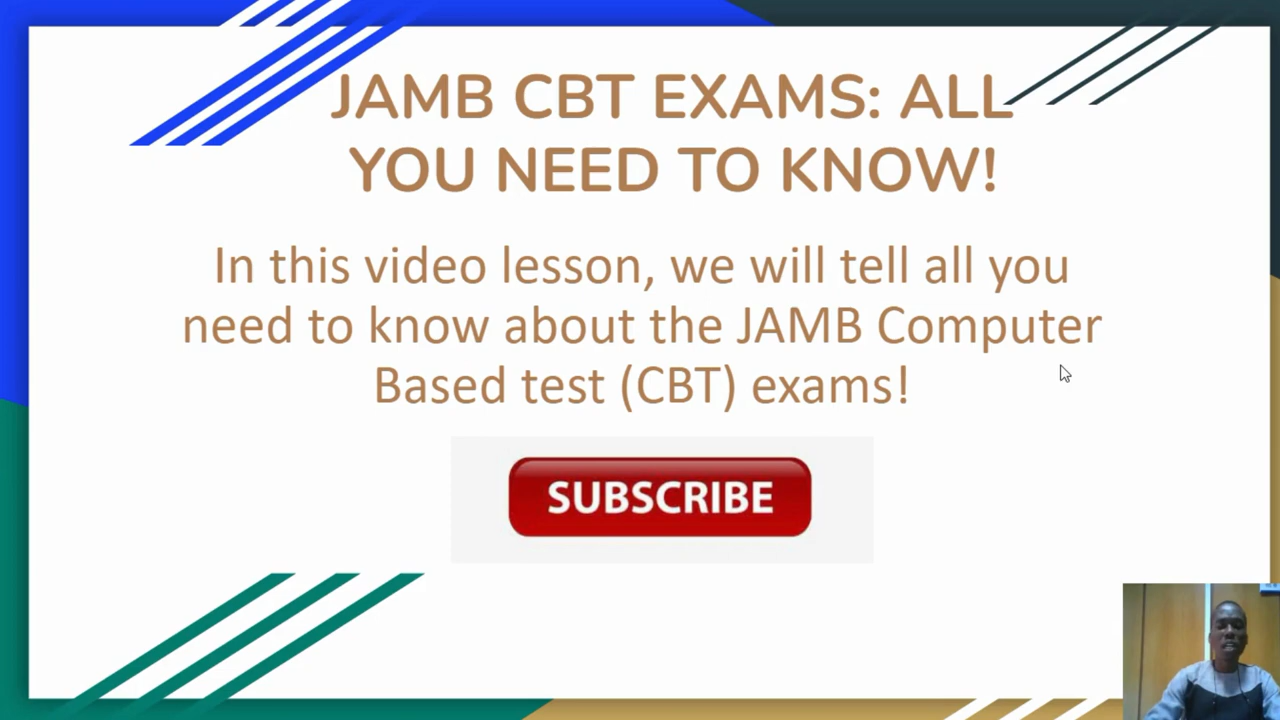 JAMB CBT EXAMS: ALL
YOU NEED TO KNOW!
In this video lesson, we will tell all you
need to know about the JAMB Computer
Based test (CBT) exams!
SUBSCRIBE